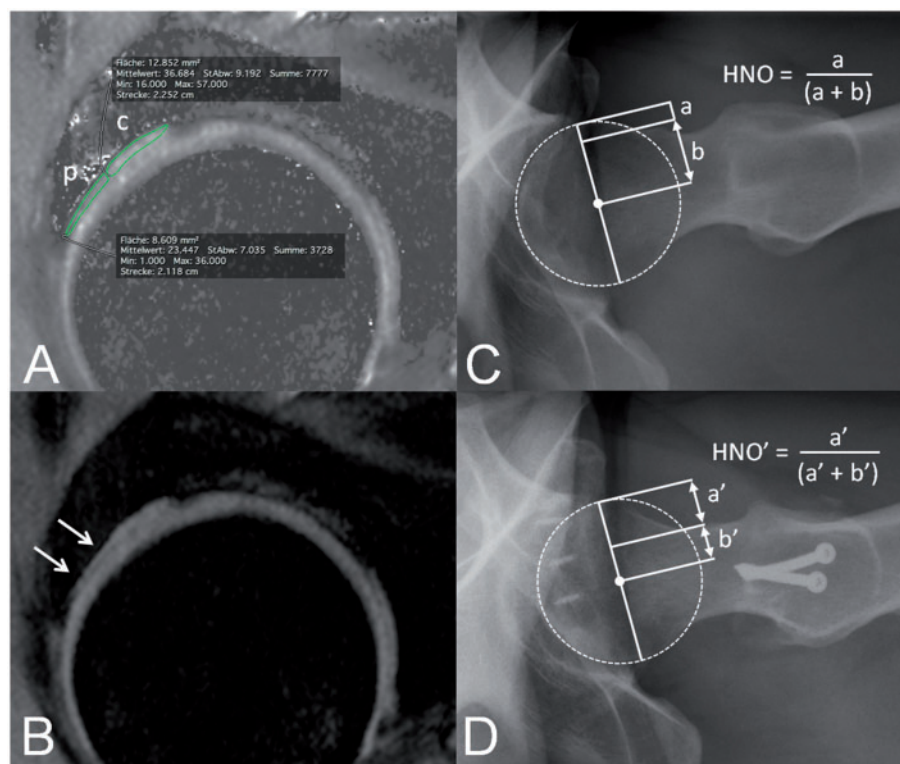 Fläche: 12.852 mm²
Mittelwert: 36.684 StAbw: 9.192 Summe: 7777
Min: 16.000 Max: 57.000
Strecke: 2.252 cm
c
p
Fläche: 8.609 mm²
Mittelwert: 23.447 StAbw: 7.035 Summe: 3728
Min: 1.000 Max: 36.000
Strecke: 2.118 cm
A
HNO = a / (a + b)
a
b
C
B
HNO' = a' / (a' + b')
a'
b'
D